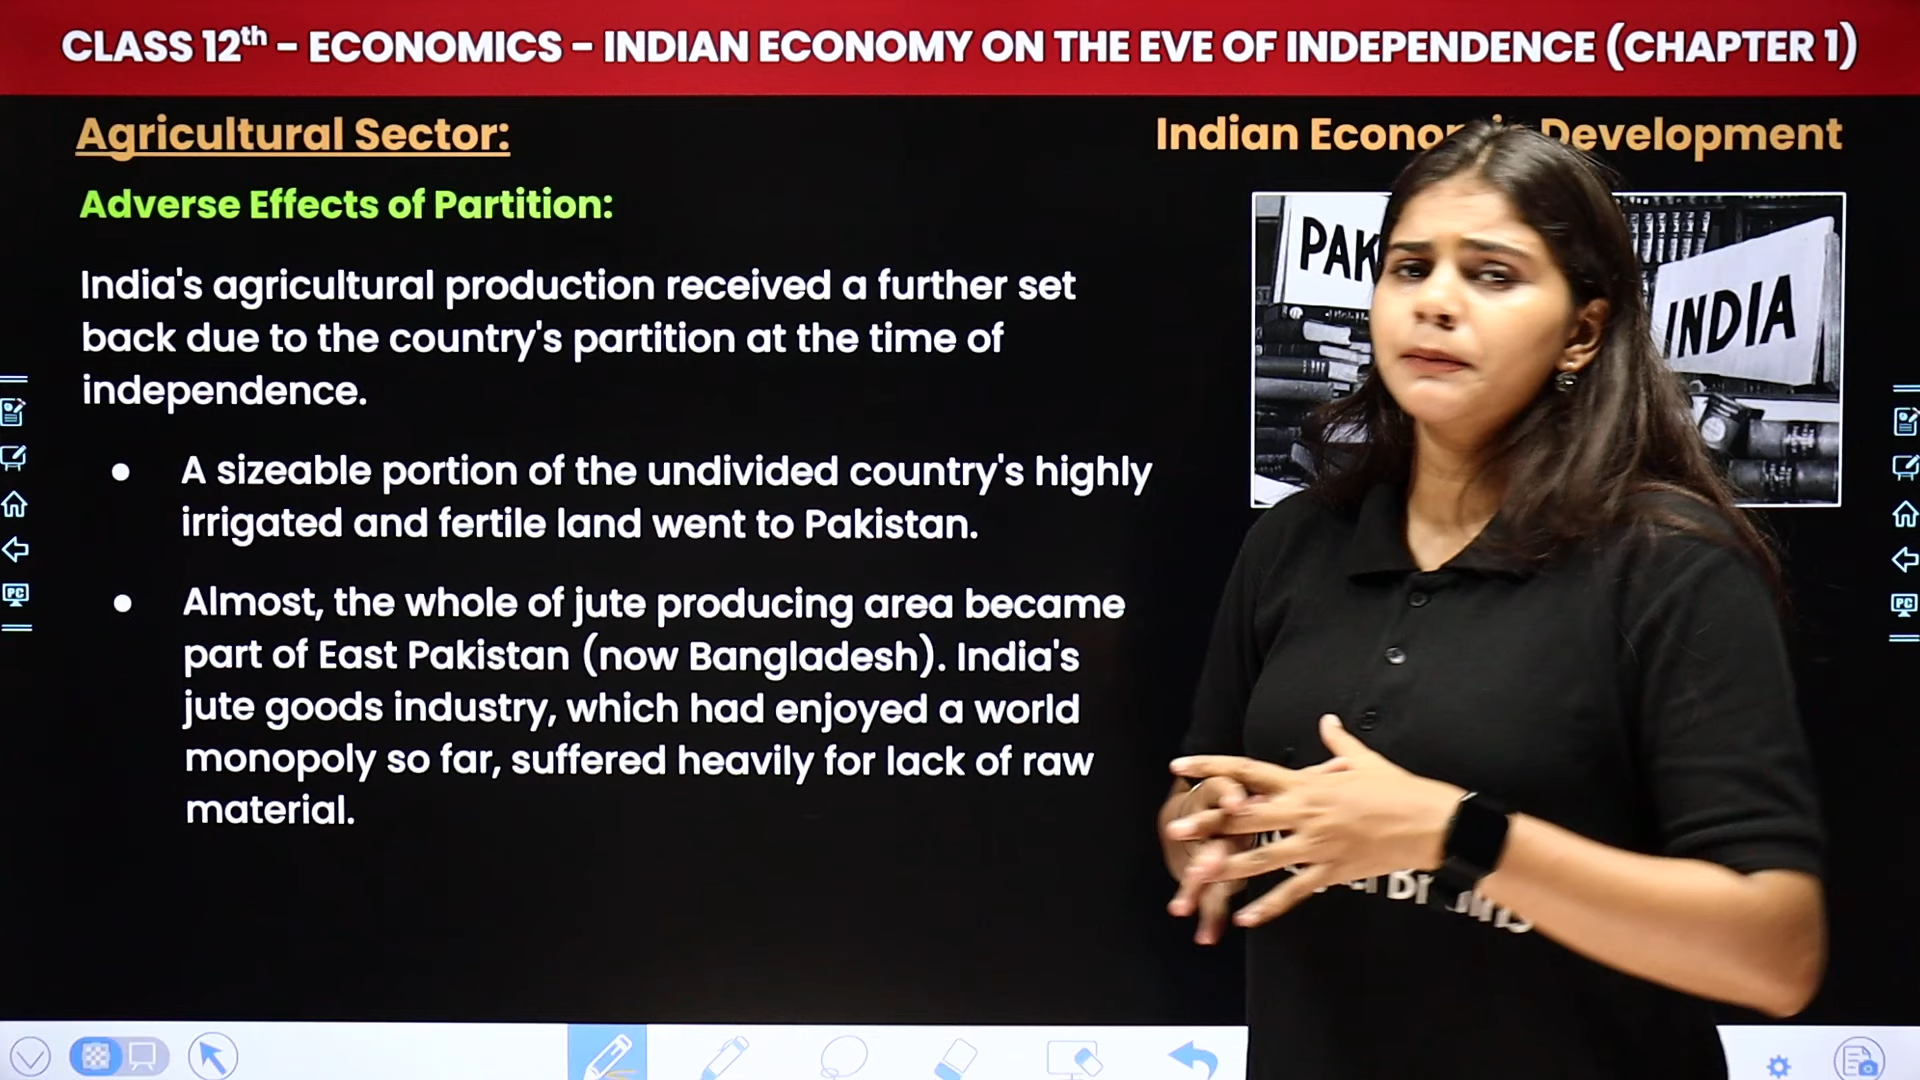 CLASS 12th - ECONOMICS - INDIAN ECONOMY ON THE EVE OF INDEPENDENCE (CHAPTER 1)
Agricultural Sector:
Indian Development
Adverse Effects of Partition:
INDIA
India's agricultural production received a further set
back due to the country's partition at the time of
independence.
● A sizeable portion of the undivided country's highly
irrigated and fertile land went to Pakistan.
● Almost, the whole of jute producing area became
part of East Pakistan (now Bangladesh). India's
jute goods industry, which had enjoyed a world
monopoly so far, suffered heavily for lack of raw
material.
PC
PC